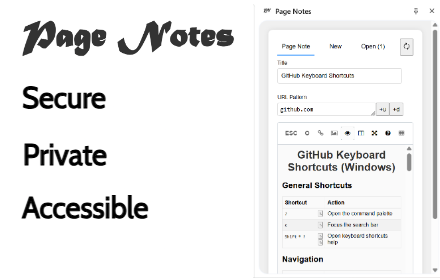 Page Notes
Secure
Private
Accessible
Page Notes
Page Note New Open (1)
Title
GitHub Keyboard Shortcuts
URL Pattern
github.com
+u +d
ESC
GitHub Keyboard
Shortcuts (Windows)
General Shortcuts
Shortcut Action
/ Open the command palette
Focus the search bar
Open keyboard shortcuts
help
Navigation